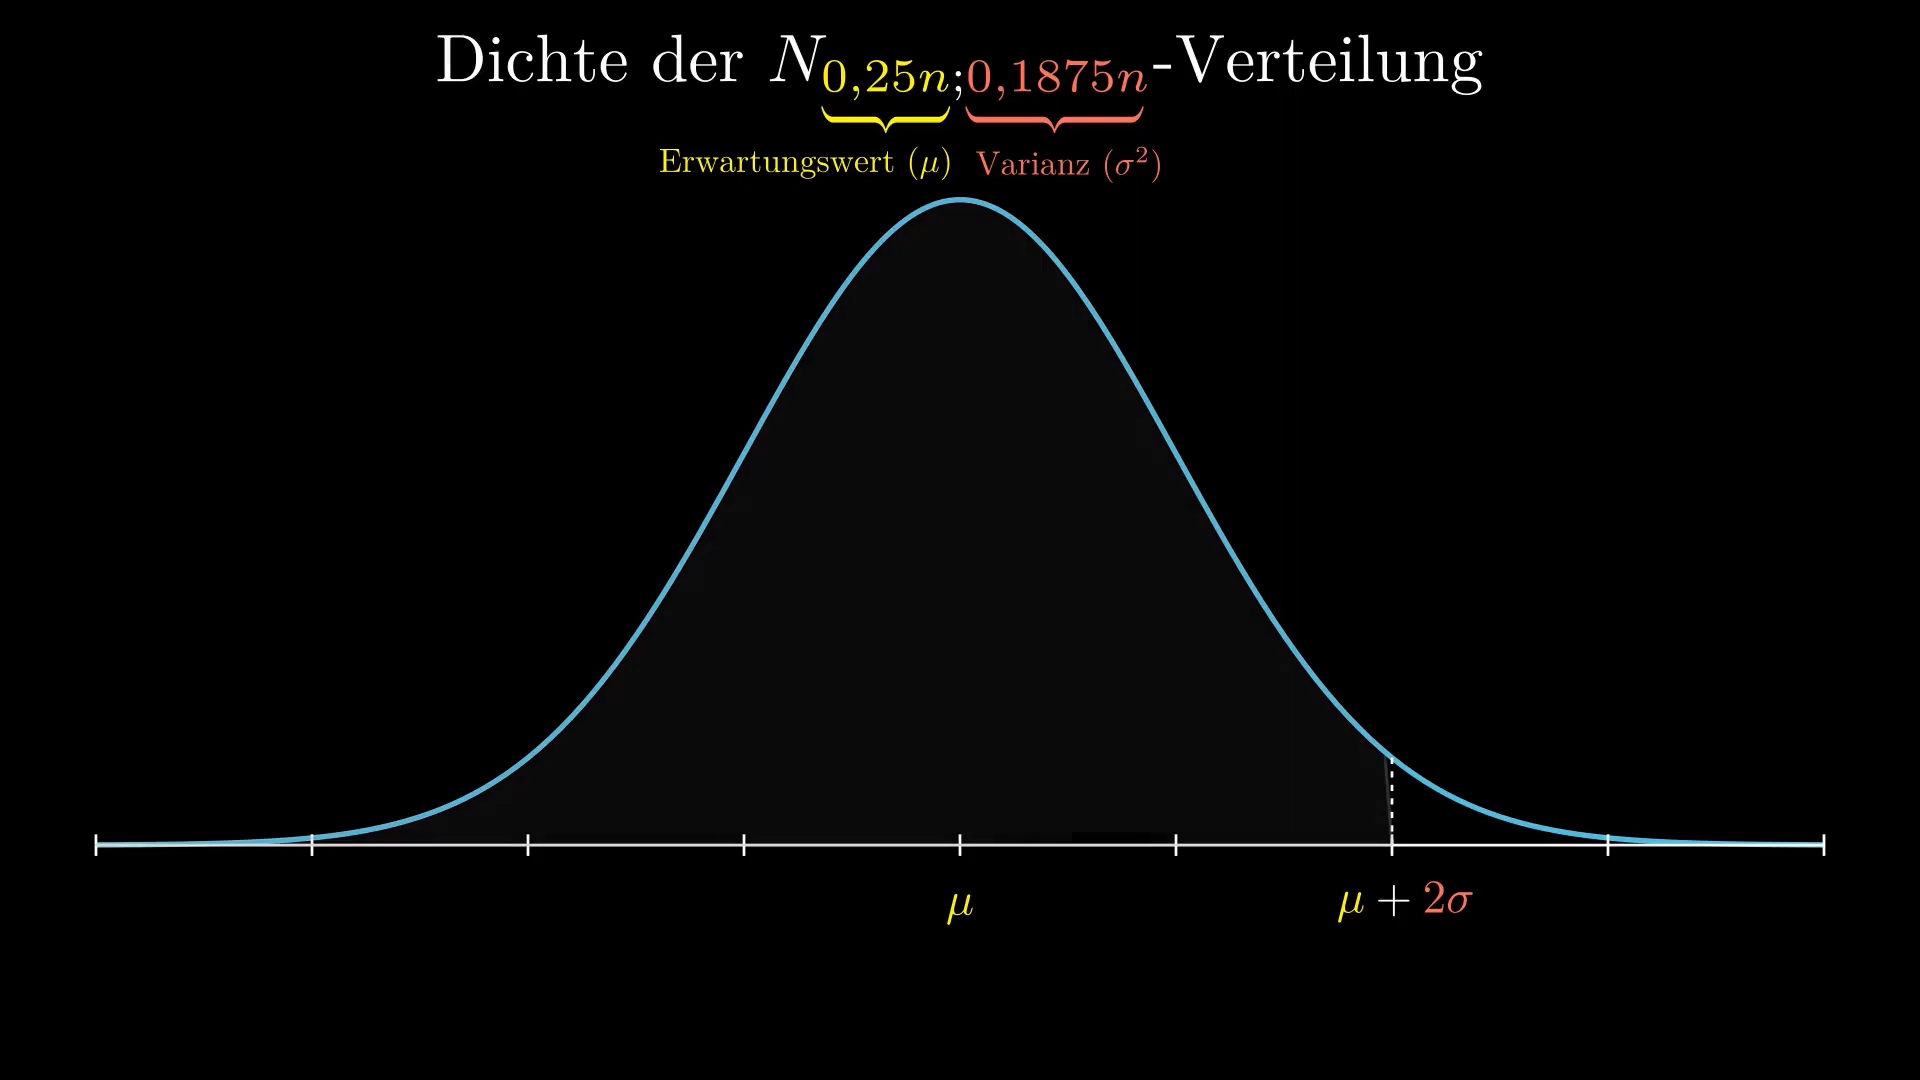 Dichte der N0,25n;0,1875n-Verteilung
Erwartungswert (μ) Varianz (σ²)
μ μ + 2σ